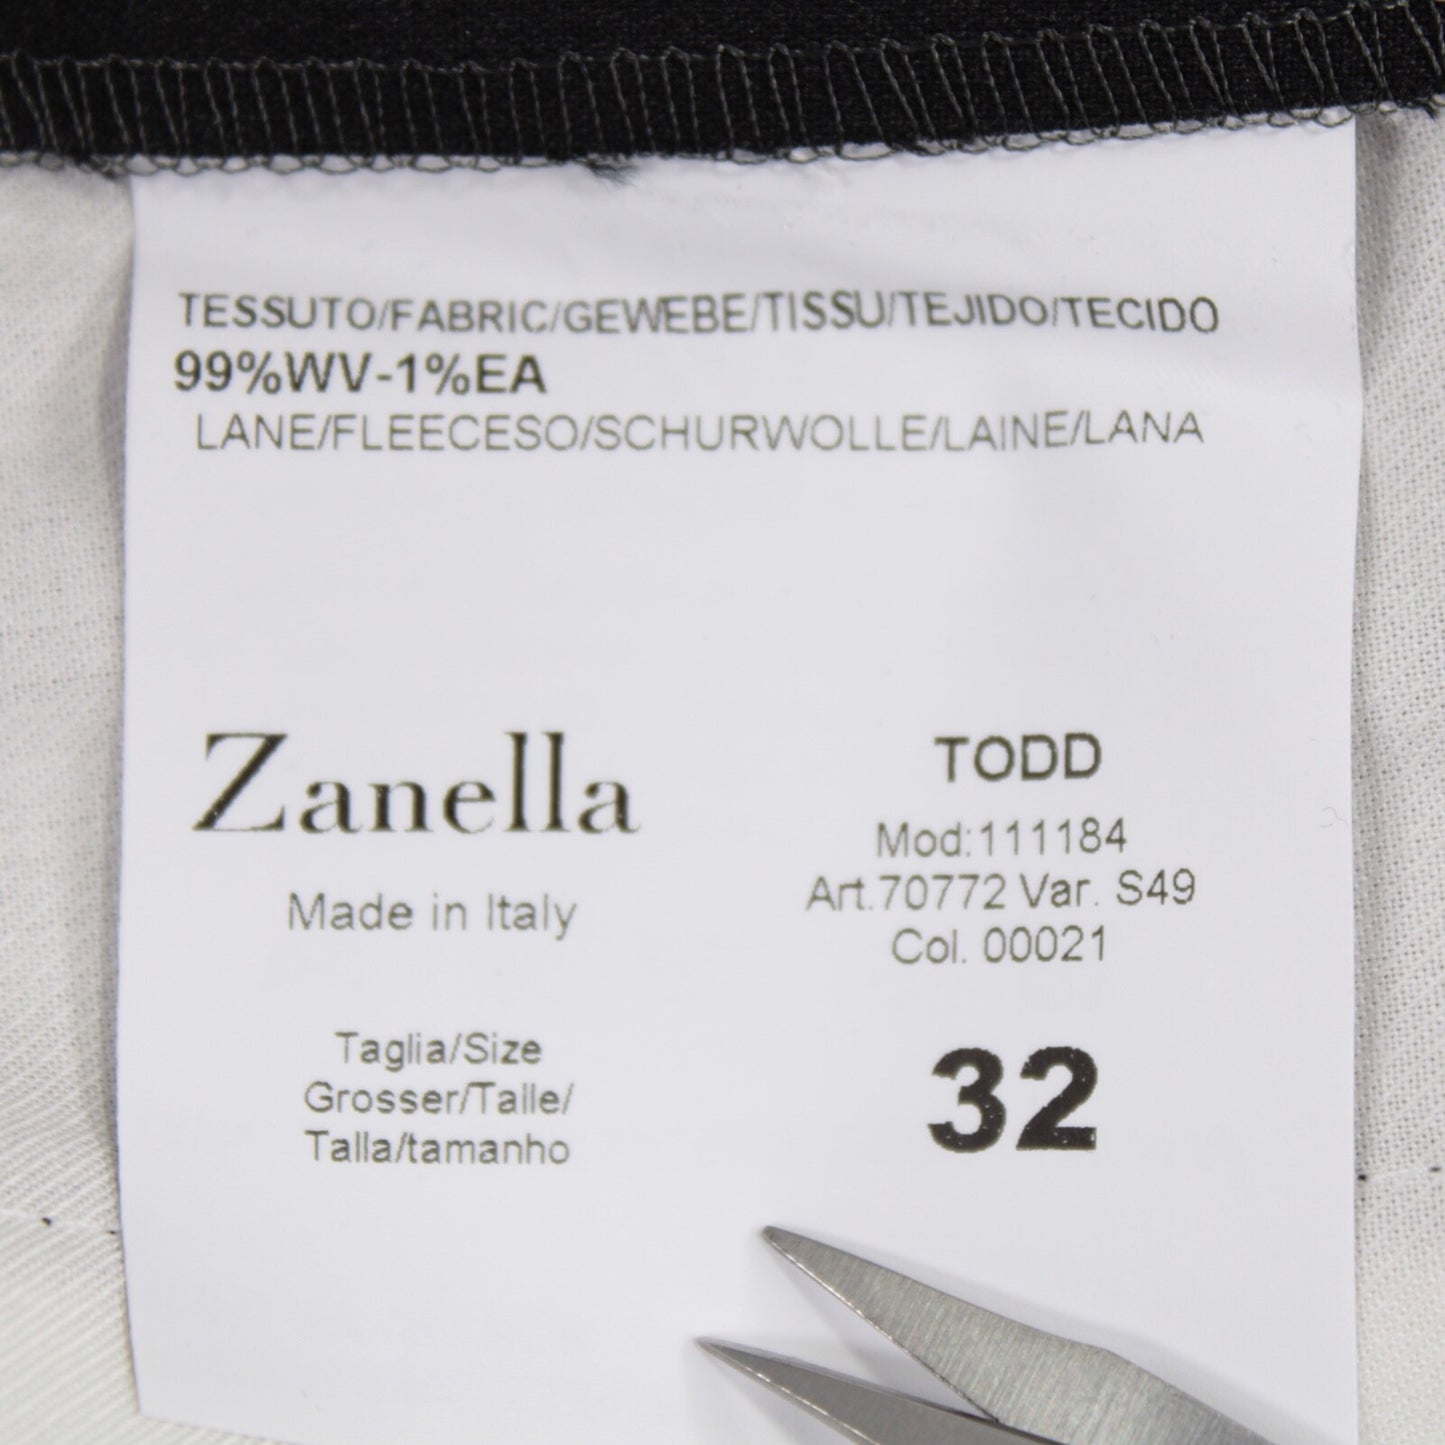 TESSUTO/FABRIC/GEWEBE/TISSU/TEJIDO/TECIDO
99%WV-1%EA
LANE/FLEECESO/SCHURWOLLE/LAINE/LANA
Zanella
Made in Italy
TODD
Mod:111184
Art.70772 Var. S49
Col. 00021
Taglia/Size
Grosser/Taille/
Talla/tamanho
32